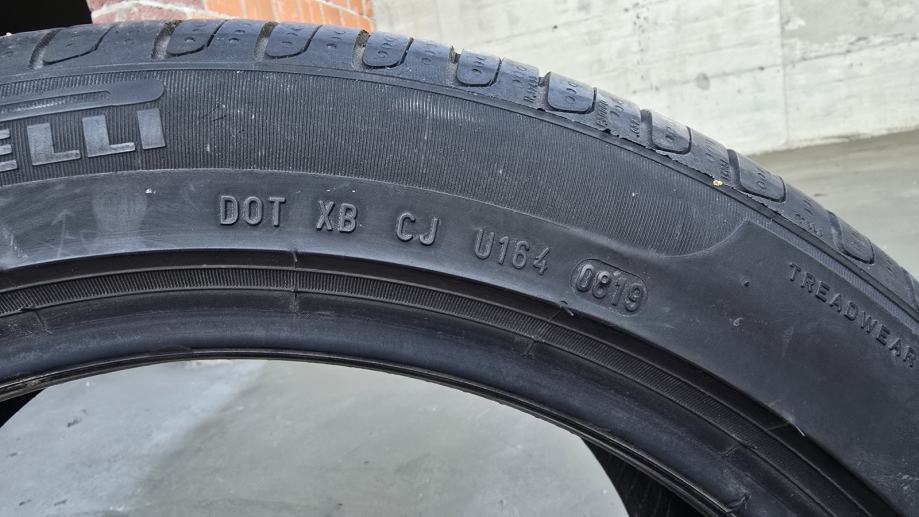 ELLI
DOT XB CJ U164 0819
TREADWEAR